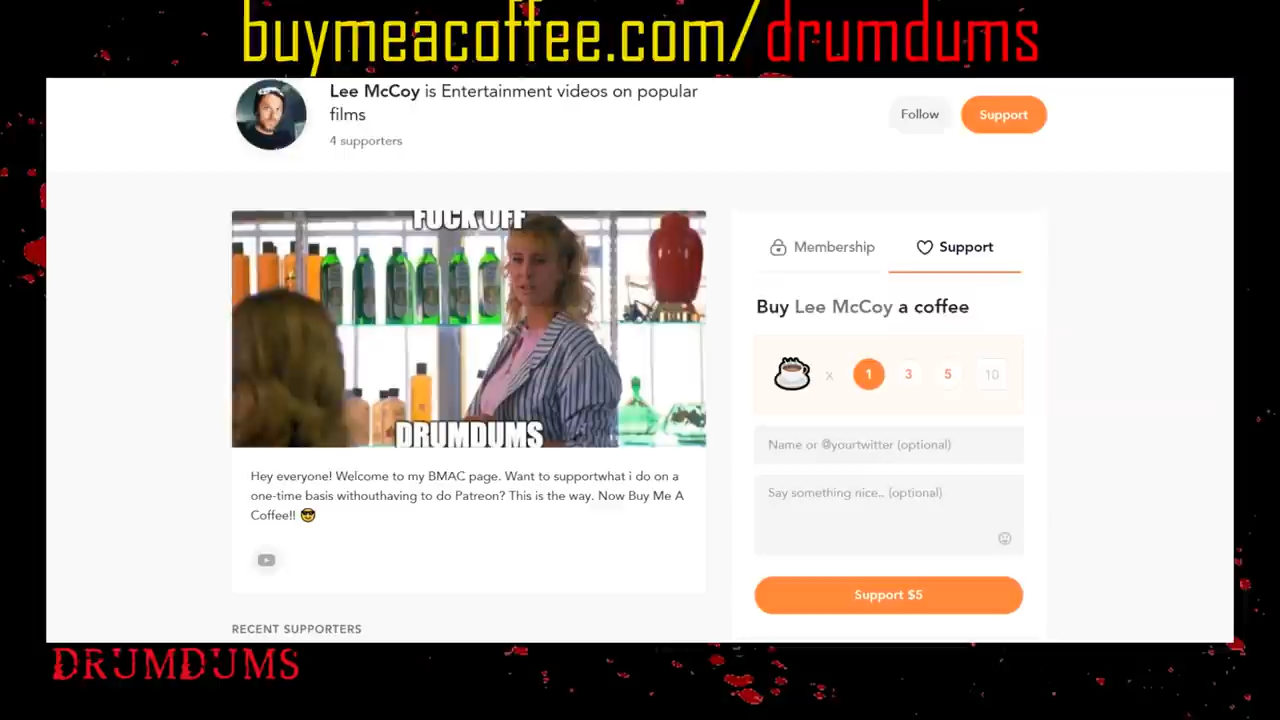 buymeacoffee.com/drumdums
Lee McCoy is Entertainment videos on popular
films
4 supporters
Follow
Support
FUCK OFF
DRUMDUMS
Hey everyone! Welcome to my BMAC page. Want to supportwhat i do on a
one-time basis withouthaving to do Patreon? This is the way. Now Buy Me A
Coffee!! 😎
RECENT SUPPORTERS
Membership
Support
Buy Lee McCoy a coffee
x
1
3
5
10
Name or @yourtwitter (optional)
Say something nice.. (optional)
Support $5
DRUMDUMS